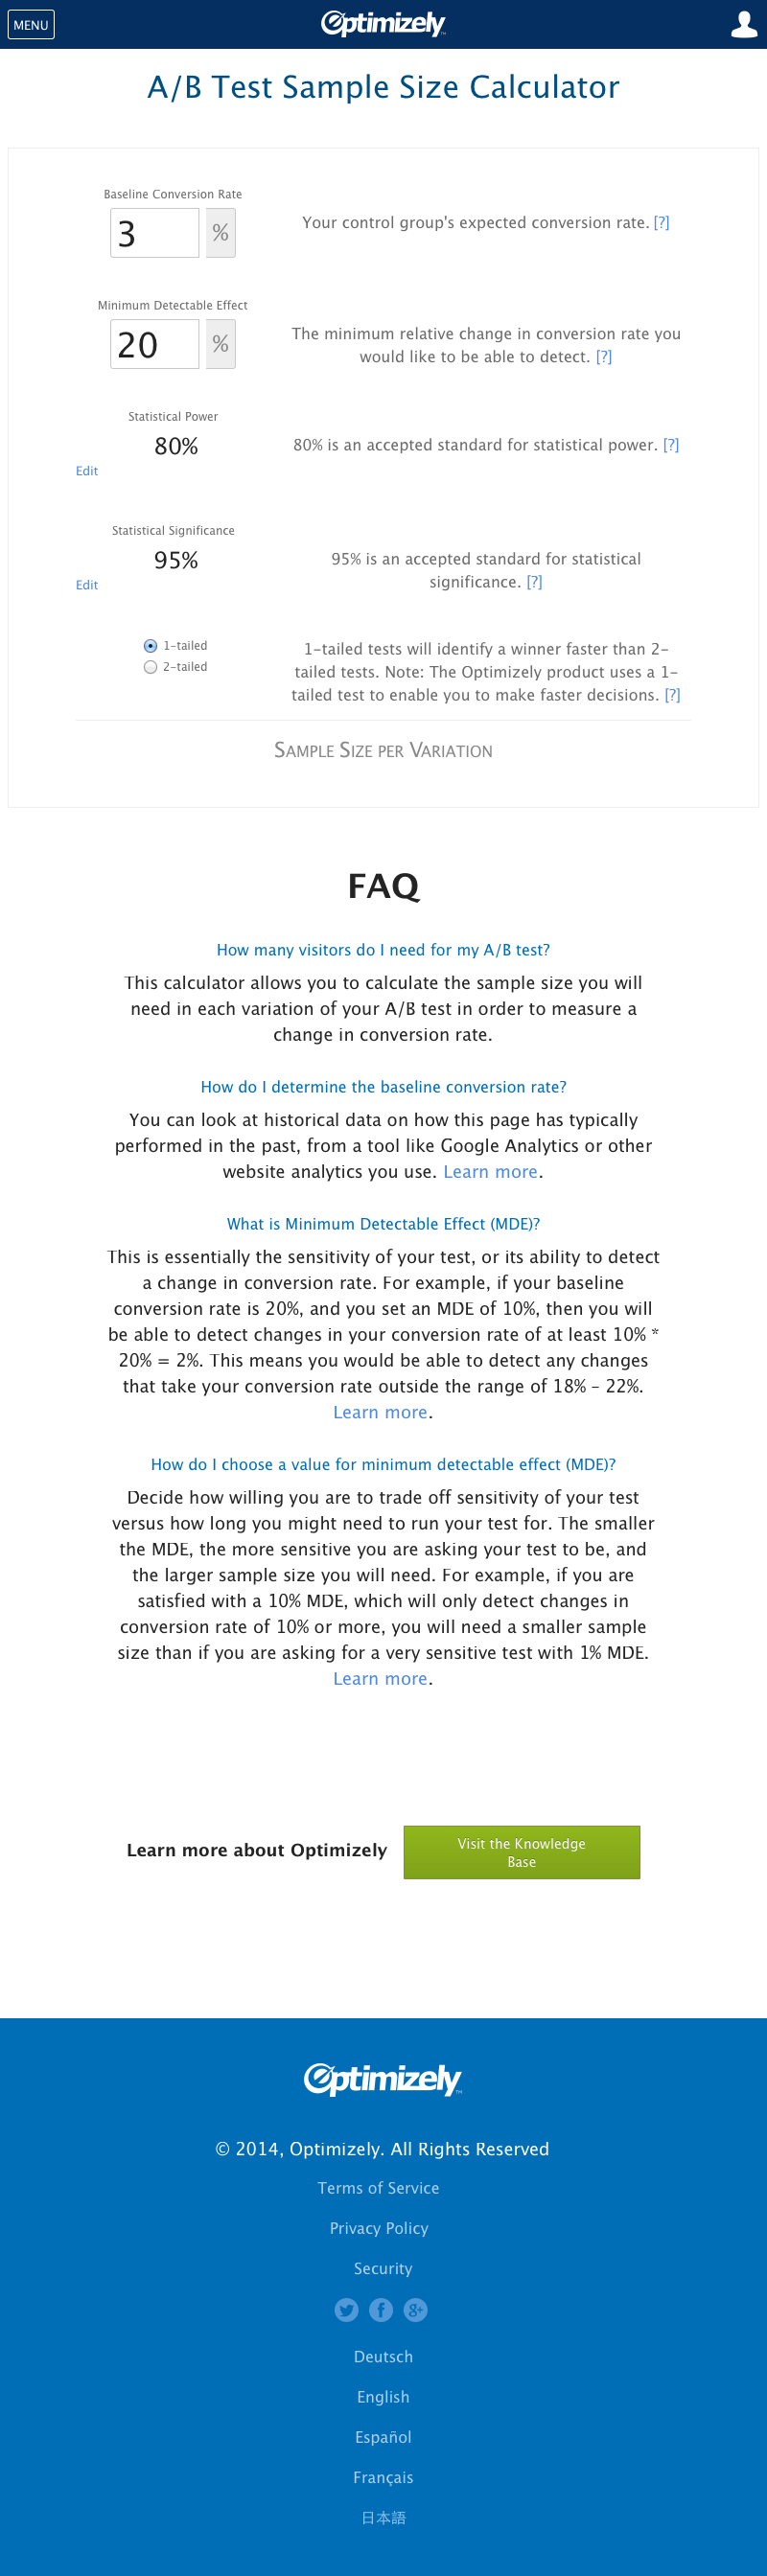 MENU
Optimizely
A/B Test Sample Size Calculator
Baseline Conversion Rate
3 %
Your control group's expected conversion rate. [?]
Minimum Detectable Effect
20 %
The minimum relative change in conversion rate you
would like to be able to detect. [?]
Statistical Power
80%
Edit
80% is an accepted standard for statistical power. [?]
Statistical Significance
95%
Edit
95% is an accepted standard for statistical
significance. [?]
1-tailed
2-tailed
1-tailed tests will identify a winner faster than 2-
tailed tests. Note: The Optimizely product uses a 1-
tailed test to enable you to make faster decisions. [?]
Sample Size per Variation
FAQ
How many visitors do I need for my A/B test?
This calculator allows you to calculate the sample size you will
need in each variation of your A/B test in order to measure a
change in conversion rate.
How do I determine the baseline conversion rate?
You can look at historical data on how this page has typically
performed in the past, from a tool like Google Analytics or other
website analytics you use. Learn more.
What is Minimum Detectable Effect (MDE)?
This is essentially the sensitivity of your test, or its ability to detect
a change in conversion rate. For example, if your baseline
conversion rate is 20%, and you set an MDE of 10%, then you will
be able to detect changes in your conversion rate of at least 10% *
20% = 2%. This means you would be able to detect any changes
that take your conversion rate outside the range of 18% – 22%.
Learn more.
How do I choose a value for minimum detectable effect (MDE)?
Decide how willing you are to trade off sensitivity of your test
versus how long you might need to run your test for. The smaller
the MDE, the more sensitive you are asking your test to be, and
the larger sample size you will need. For example, if you are
satisfied with a 10% MDE, which will only detect changes in
conversion rate of 10% or more, you will need a smaller sample
size than if you are asking for a very sensitive test with 1% MDE.
Learn more.
Learn more about Optimizely
Visit the Knowledge
Base
Optimizely
© 2014, Optimizely. All Rights Reserved
Terms of Service
Privacy Policy
Security
Deutsch
English
Español
Français
日本語